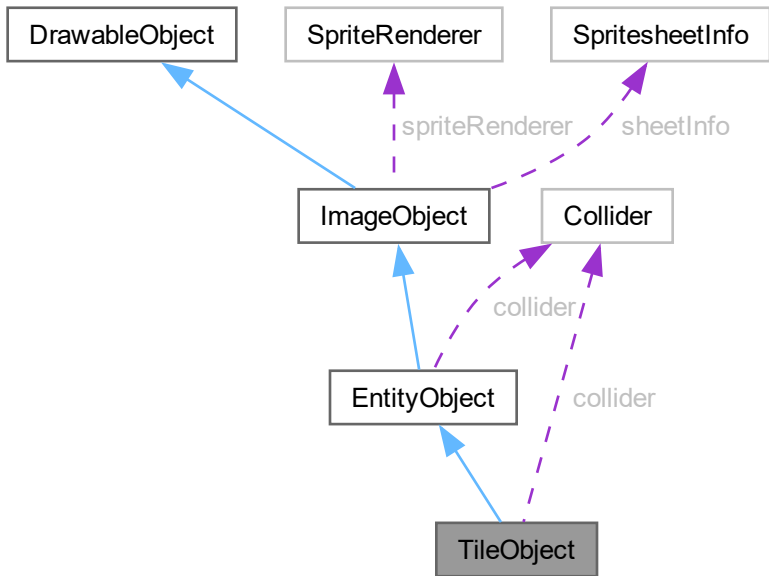 DrawableObject
SpriteRenderer
SpritesheetInfo
spriteRenderer
sheetInfo
ImageObject
Collider
collider
EntityObject
collider
TileObject